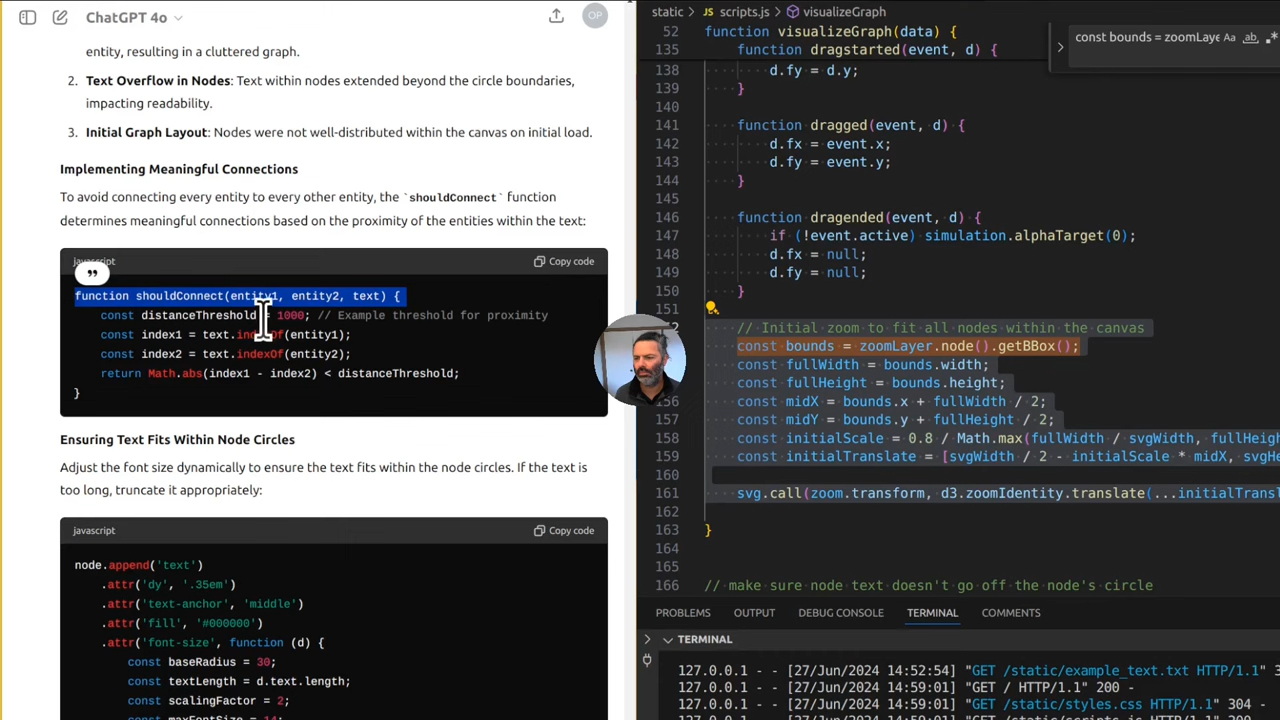 ChatGPT 4o
OP
entity, resulting in a cluttered graph.
2. Text Overflow in Nodes: Text within nodes extended beyond the circle boundaries,
impacting readability.
3. Initial Graph Layout: Nodes were not well-distributed within the canvas on initial load.
Implementing Meaningful Connections
To avoid connecting every entity to every other entity, the `shouldConnect` function
determines meaningful connections based on the proximity of the entities within the text:
javascript
Copy code
function shouldConnect(entity1, entity2, text) {
const distanceThreshold = 1000; // Example threshold for proximity
const index1 = text.indexOf(entity1);
const index2 = text.indexOf(entity2);
return Math.abs(index1 - index2) < distanceThreshold;
}
Ensuring Text Fits Within Node Circles
Adjust the font size dynamically to ensure the text fits within the node circles. If the text is
too long, truncate it appropriately:
javascript
Copy code
node.append('text')
.attr('dy', '.35em')
.attr('text-anchor', 'middle')
.attr('fill', '#000000')
.attr('font-size', function (d) {
const baseRadius = 30;
const textLength = d.text.length;
const scalingFactor = 2;
static > JS scripts.js > visualizeGraph
52 function visualizeGraph(data) {
135 function dragstarted(event, d) {
const bounds = zoomLaye Aa ab
138 d.fy = d.y;
139 }
140
141 function dragged(event, d) {
142 d.fx = event.x;
143 d.fy = event.y;
144 }
145
146 function dragended(event, d) {
147 if (!event.active) simulation.alphaTarget(0);
148 d.fx = null;
149 d.fy = null;
150 }
151
// Initial zoom to fit all nodes within the canvas
const bounds = zoomLayer.node().getBBox();
const fullWidth = bounds.width;
const fullHeight = bounds.height;
156 const midX = bounds.x + fullWidth / 2;
157 const midY = bounds.y + fullHeight / 2;
158 const initialScale = 0.8 / Math.max(fullWidth / svgWidth, fullHeigh
159 const initialTranslate = [svgWidth / 2 - initialScale * midX, svgHe
160
161 svg.call(zoom.transform, d3.zoomIdentity.translate(...initialTransl
162
163 }
164
165
166 // make sure node text doesn't go off the node's circle
PROBLEMS OUTPUT DEBUG CONSOLE TERMINAL COMMENTS
TERMINAL
127.0.0.1 - - [27/Jun/2024 14:52:54] "GET /static/example_text.txt HTTP/1.1" 3
127.0.0.1 - - [27/Jun/2024 14:59:01] "GET / HTTP/1.1" 200 -
127.0.0.1 - - [27/Jun/2024 14:59:01] "GET /static/styles.css HTTP/1.1" 304 -